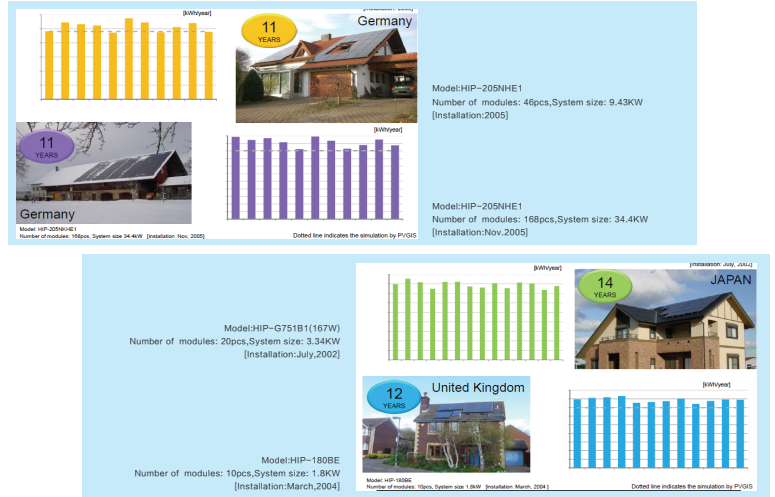 [kWh/year]
11
YEARS
Germany
Model:HIP-205NHE1
Number of modules: 46pcs,System size: 9.43KW
[Installation:2005]
11
YEARS
Germany
[kWh/year]
Model: HIP-205NKHE1
Number of modules: 168pcs, System size 34.4kW [installation Nov, 2005]
Dotted line indicates the simulation by PVGIS
Model:HIP-205NHE1
Number of modules: 168pcs,System size: 34.4KW
[Installation:Nov.2005]
[kWh/year]
[Installation: July, 2002]
14
YEARS
JAPAN
Model:HIP-G751B1(167W)
Number of modules: 20pcs,System size: 3.34KW
[Installation:July,2002]
12
YEARS
United Kingdom
[kWh/year]
Model:HIP-180BE
Number of modules: 10pcs,System size: 1.8KW
[Installation:March,2004]
Model: HIP-180BE
Number of modules: 10pcs, System size 1.8kW [installation March, 2004 ]
Dotted line indicates the simulation by PVGIS